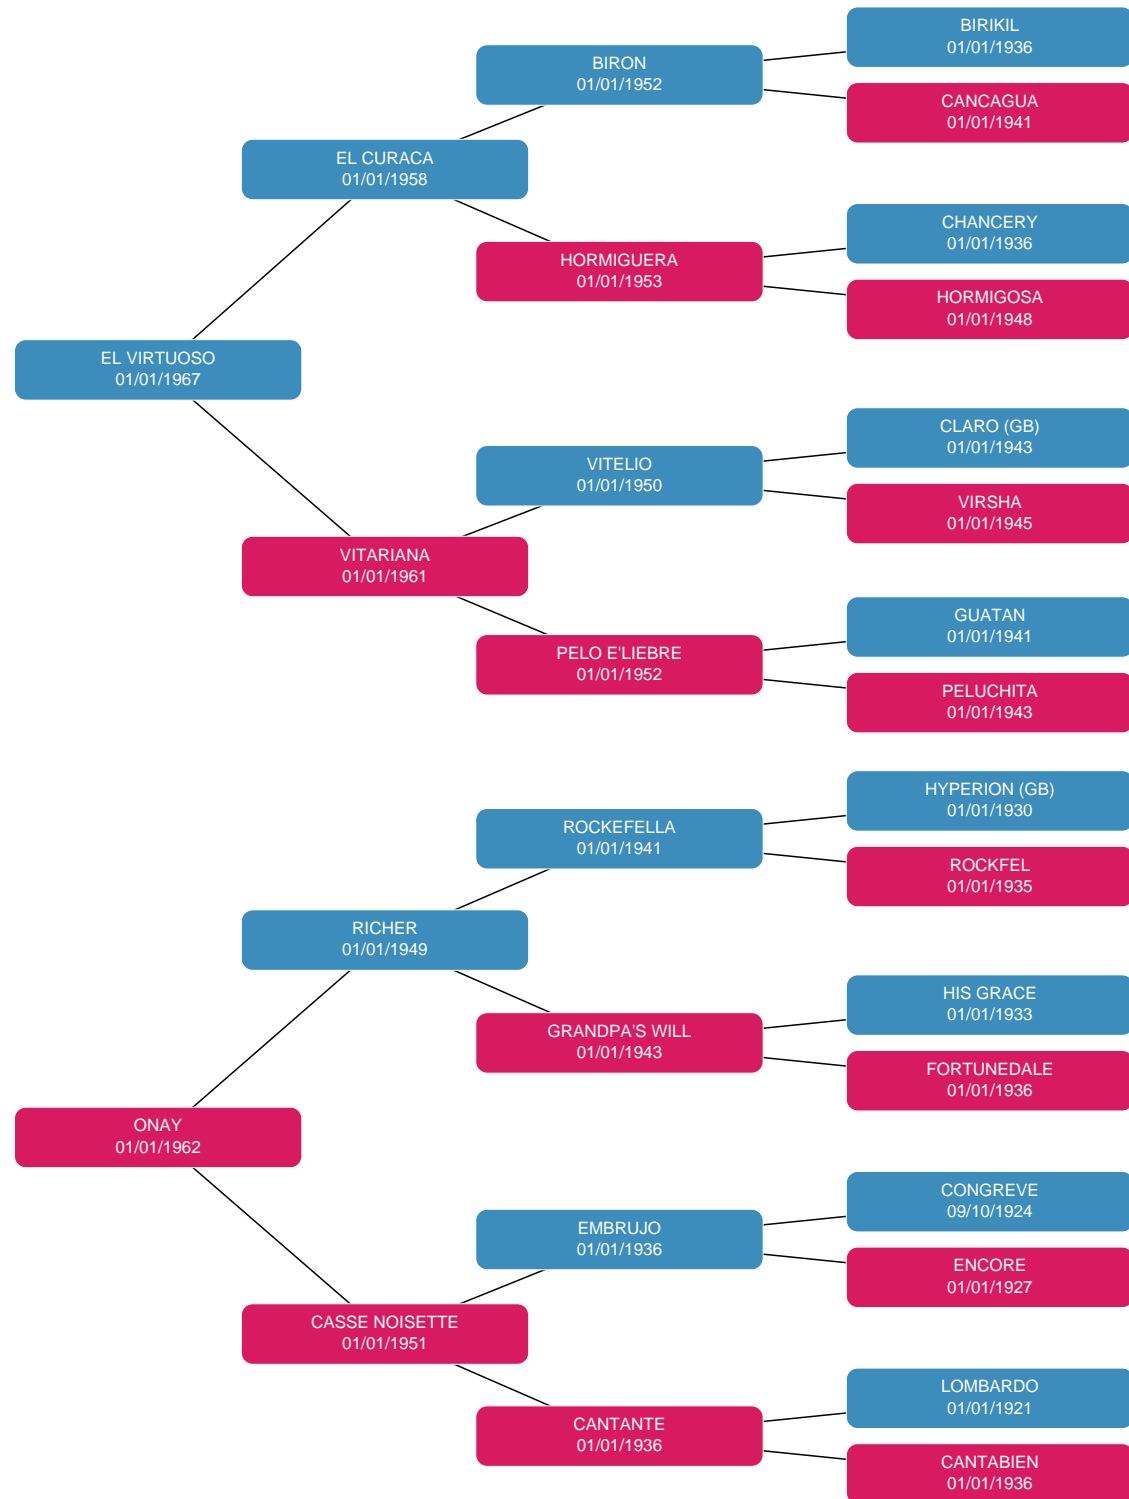 BIRIKIL
01/01/1936
BIRON
01/01/1952
CANCAGUA
01/01/1941
EL CURACA
01/01/1958
CHANCERY
01/01/1936
HORMIGUERA
01/01/1953
HORMIGOSA
01/01/1948
EL VIRTUOSO
01/01/1967
CLARO (GB)
01/01/1943
VITELIO
01/01/1950
VIRSHA
01/01/1945
VITARIANA
01/01/1961
GUATAN
01/01/1941
PELO E'LIEBRE
01/01/1952
PELUCHITA
01/01/1943
HYPERION (GB)
01/01/1930
ROCKEFELLA
01/01/1941
ROCKFEL
01/01/1935
RICHER
01/01/1949
HIS GRACE
01/01/1933
GRANDPA'S WILL
01/01/1943
FORTUNEDALE
01/01/1936
ONAY
01/01/1962
CONGREVE
09/10/1924
EMBRUJO
01/01/1936
ENCORE
01/01/1927
CASSE NOISETTE
01/01/1951
LOMBARDO
01/01/1921
CANTANTE
01/01/1936
CANTABIEN
01/01/1936